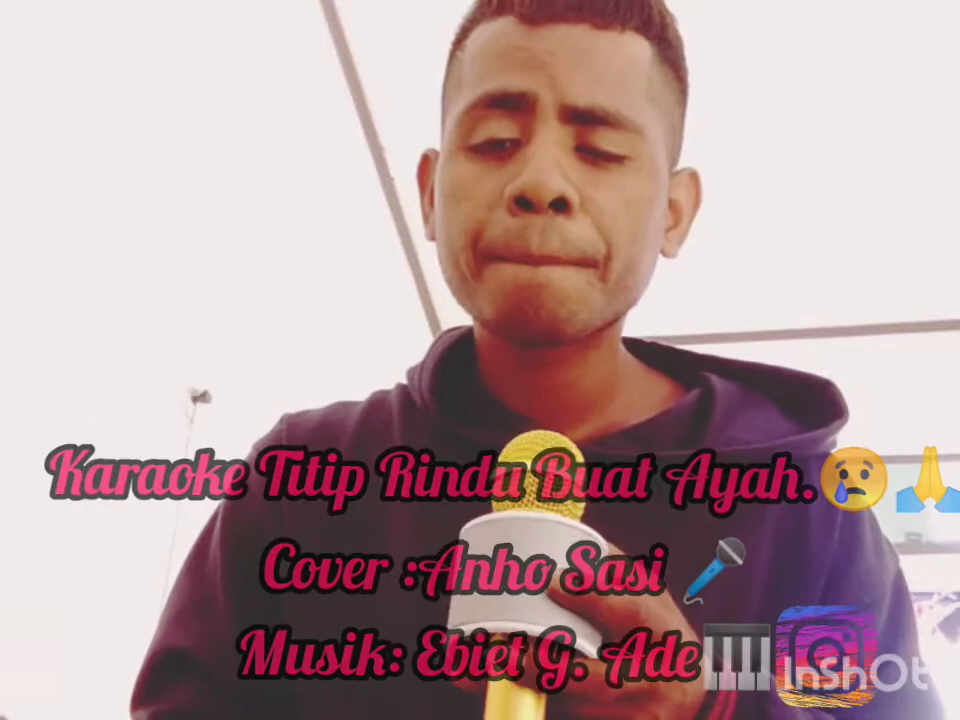 Karaoke Titip Rindu Buat Ayah.😢🙏
Cover :Anho Sasi 🎤
Musik: Ebiet G. Ade🎹
InShOt